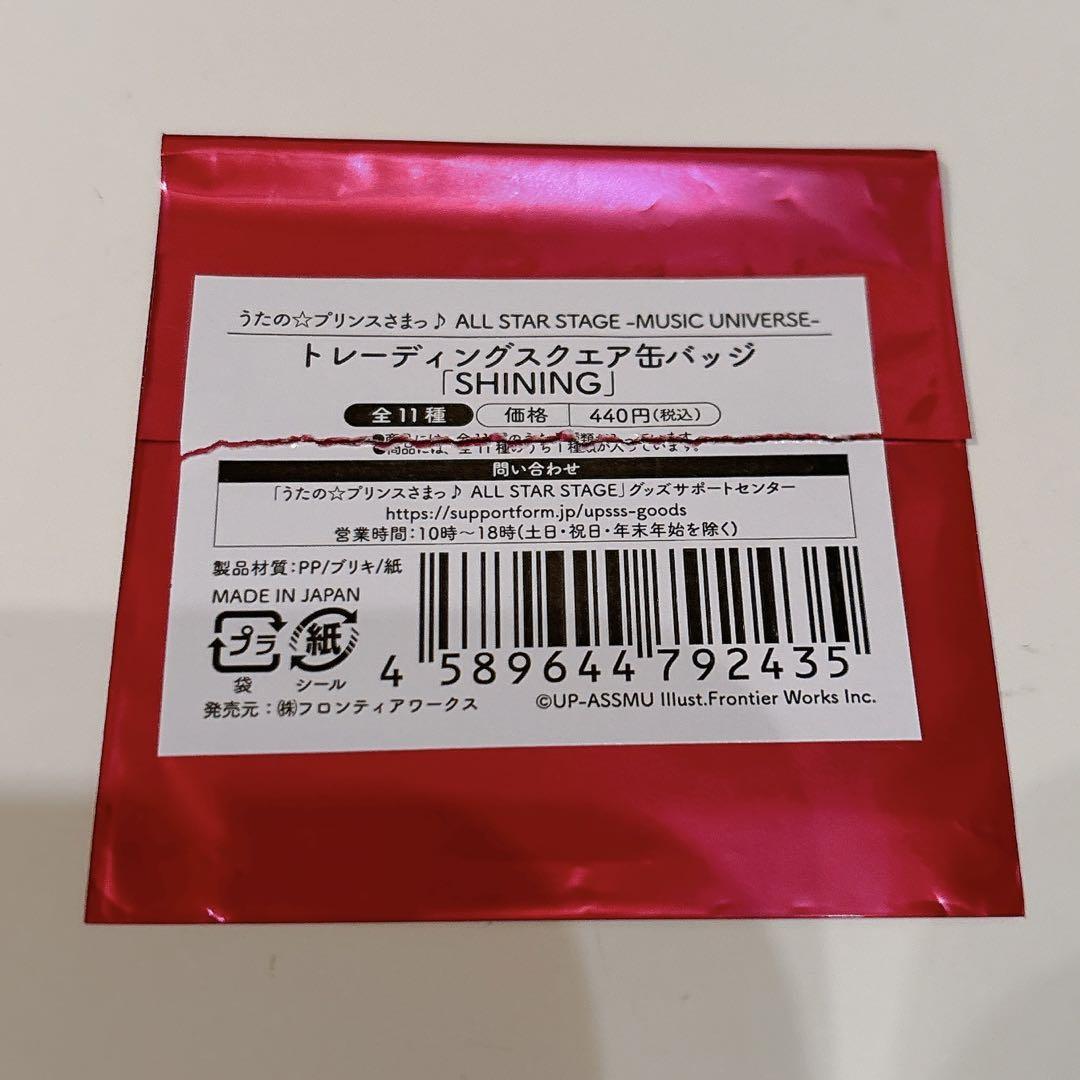 うたの☆プリンスさまっ♪ ALL STAR STAGE -MUSIC UNIVERSE-
トレーディングスクエア缶バッジ
「SHINING」
全11種 価格 440円(税込)
●商品には、全11種のうち1種類が入っています。
問い合わせ
「うたの☆プリンスさまっ♪ ALL STAR STAGE」グッズサポートセンター
https://supportform.jp/upsss-goods
営業時間:10時〜18時(土日・祝日・年末年始を除く)
製品材質:PP/ブリキ/紙
MADE IN JAPAN
プラ 紙
袋 シール
4 589644 792435
発売元:㈱フロンティアワークス
©UP-ASSMU Illust.Frontier Works Inc.